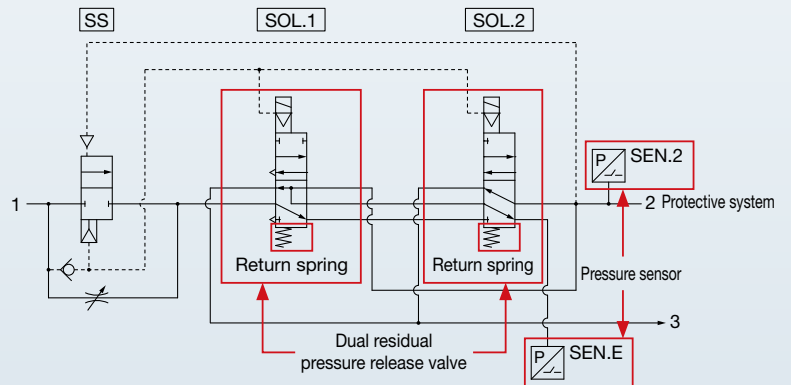 SS
SOL.1
SOL.2
P
SEN.2
1
2
Protective system
Return spring
Return spring
Pressure sensor
3
Dual residual
pressure release valve
P
SEN.E